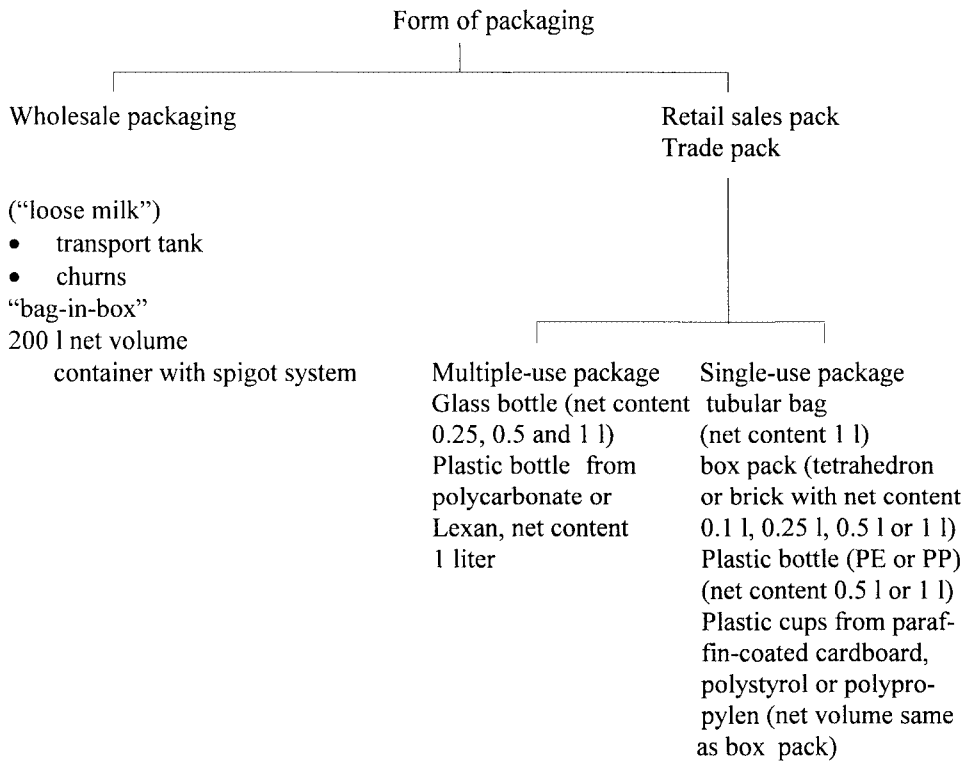 Form of packaging
Wholesale packaging
Retail sales pack
Trade pack
(“loose milk”)
• transport tank
• churns
“bag-in-box”
200 l net volume
container with spigot system
Multiple-use package
Glass bottle (net content
0.25, 0.5 and 1 l)
Plastic bottle from
polycarbonate or
Lexan, net content
1 liter
Single-use package
tubular bag
(net content 1 l)
box pack (tetrahedron
or brick with net content
0.1 l, 0.25 l, 0.5 l or 1 l)
Plastic bottle (PE or PP)
(net content 0.5 l or 1 l)
Plastic cups from paraf-
fin-coated cardboard,
polystyrol or polypro-
pylen (net volume same
as box pack)